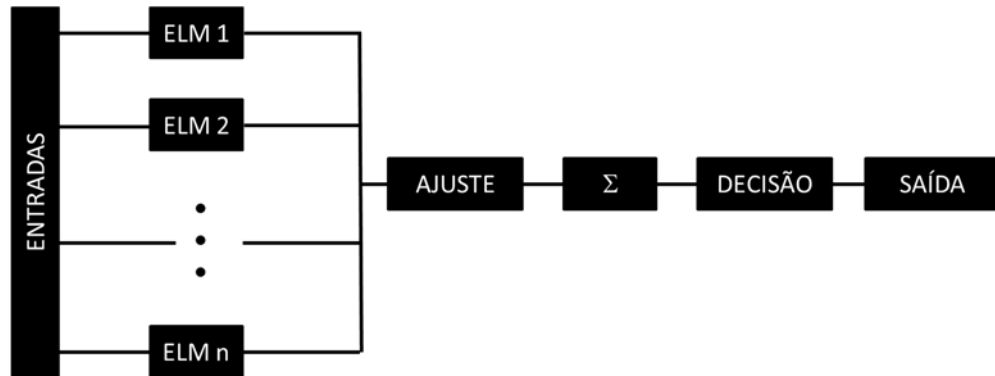 ENTRADAS
ELM 1
ELM 2
ELM n
AJUSTE
Σ
DECISÃO
SAÍDA